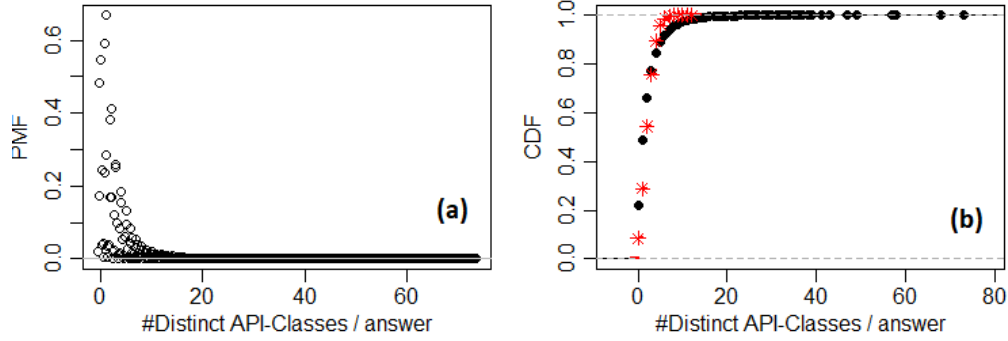 PMF
0.0 0.2 0.4 0.6
(a)
0 20 40 60
#Distinct API-Classes / answer
CDF
0.0 0.2 0.4 0.6 0.8 1.0
(b)
0 20 40 60 80
#Distinct API-Classes / answer